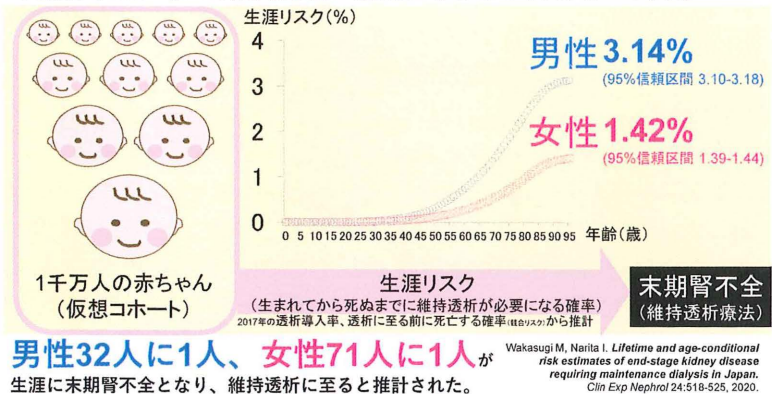 生涯リスク(%)
4
3
2
1
0
男性3.14%
(95%信頼区間 3.10-3.18)
女性1.42%
(95%信頼区間 1.39-1.44)
0 5 10 15 20 25 30 35 40 45 50 55 60 65 70 75 80 85 90 95 年齢(歳)
1千万人の赤ちゃん
(仮想コホート)
生涯リスク
(生まれてから死ぬまでに維持透析が必要になる確率)
2017年の透析導入率、透析に至る前に死亡する確率(競合リスク)から推計
末期腎不全
(維持透析療法)
男性32人に1人、女性71人に1人が
生涯に末期腎不全となり、維持透析に至ると推計された。
Wakasugi M, Narita I. Lifetime and age-conditional
risk estimates of end-stage kidney disease
requiring maintenance dialysis in Japan.
Clin Exp Nephrol 24:518-525, 2020.